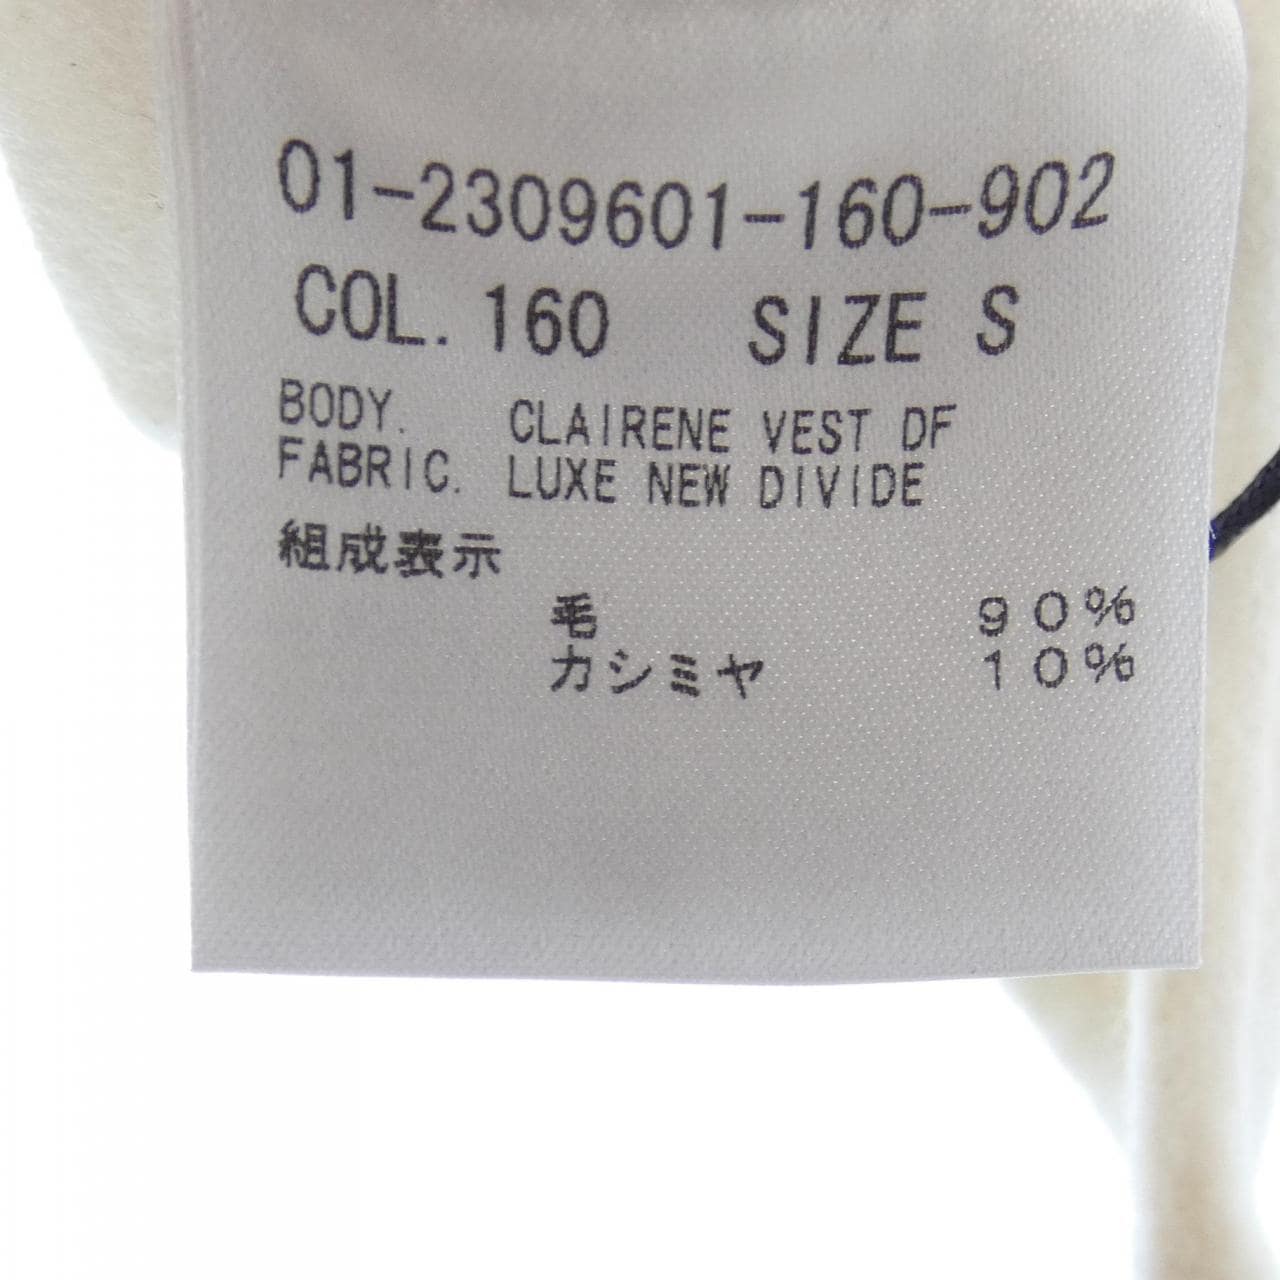 01-2309601-160-902
COL. 160 SIZE S
BODY. CLAIRENE VEST DF
FABRIC. LUXE NEW DIVIDE
組成表示
毛 90%
カシミヤ 10%